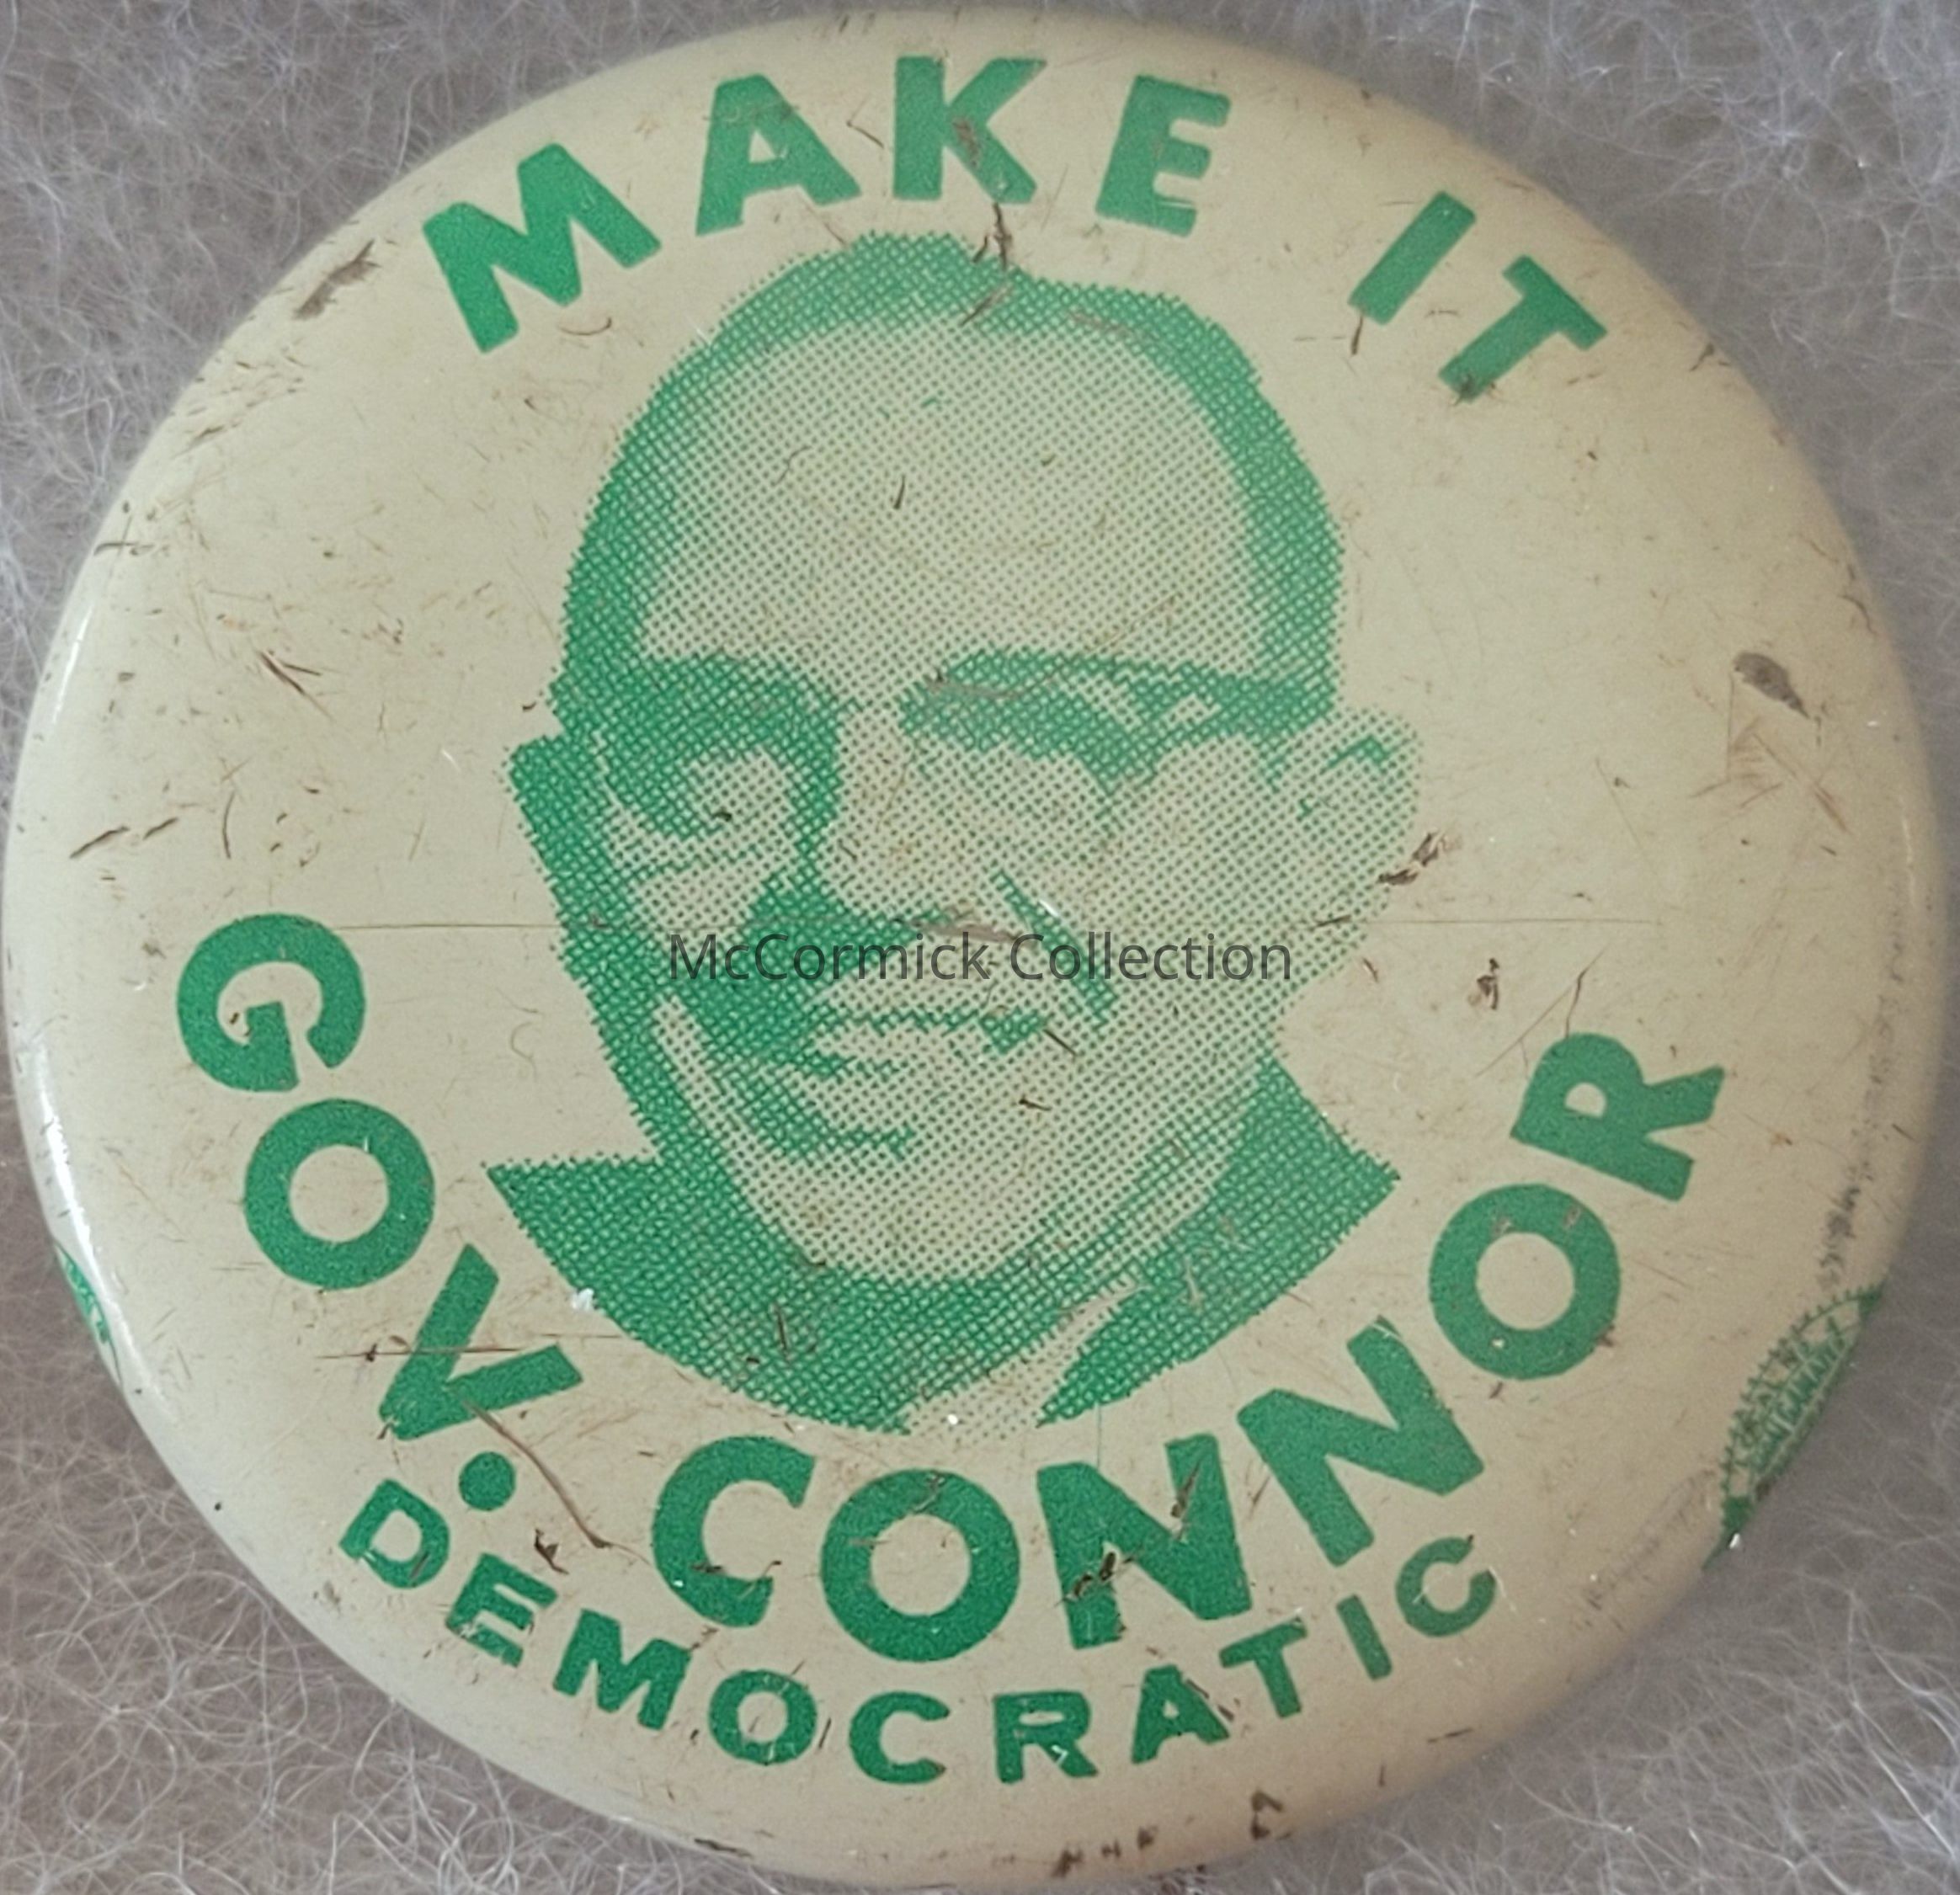 MAKE IT
McCormick Collection
GOV. CONNOR
DEMOCRATIC